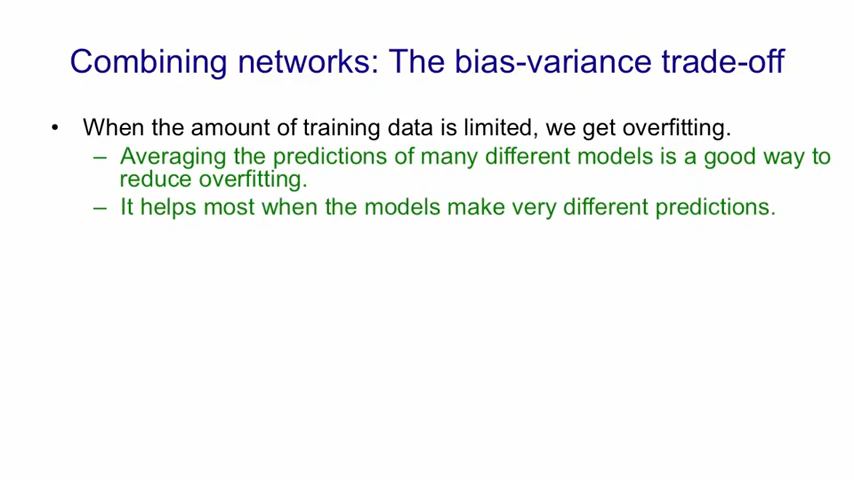 Combining networks: The bias-variance trade-off
• When the amount of training data is limited, we get overfitting.
– Averaging the predictions of many different models is a good way to
reduce overfitting.
– It helps most when the models make very different predictions.